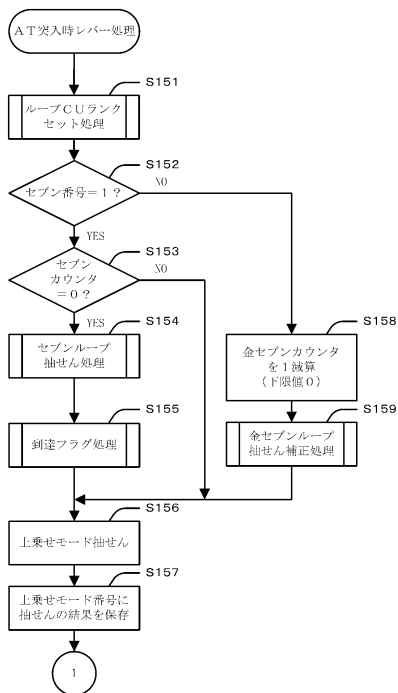 ＡＴ突入時レバー処理
S151
ループＣＵランク
セット処理
S152
セブン番号＝１？
NO
YES
S153
セブン
カウンタ
＝０？
NO
YES
S154
セブンループ
抽せん処理
S155
到達フラグ処理
S158
金セブンカウンタ
を１減算
（下限値０）
S159
金セブンループ
抽せん補正処理
S156
上乗せモード抽せん
S157
上乗せモード番号に
抽せんの結果を保存
1